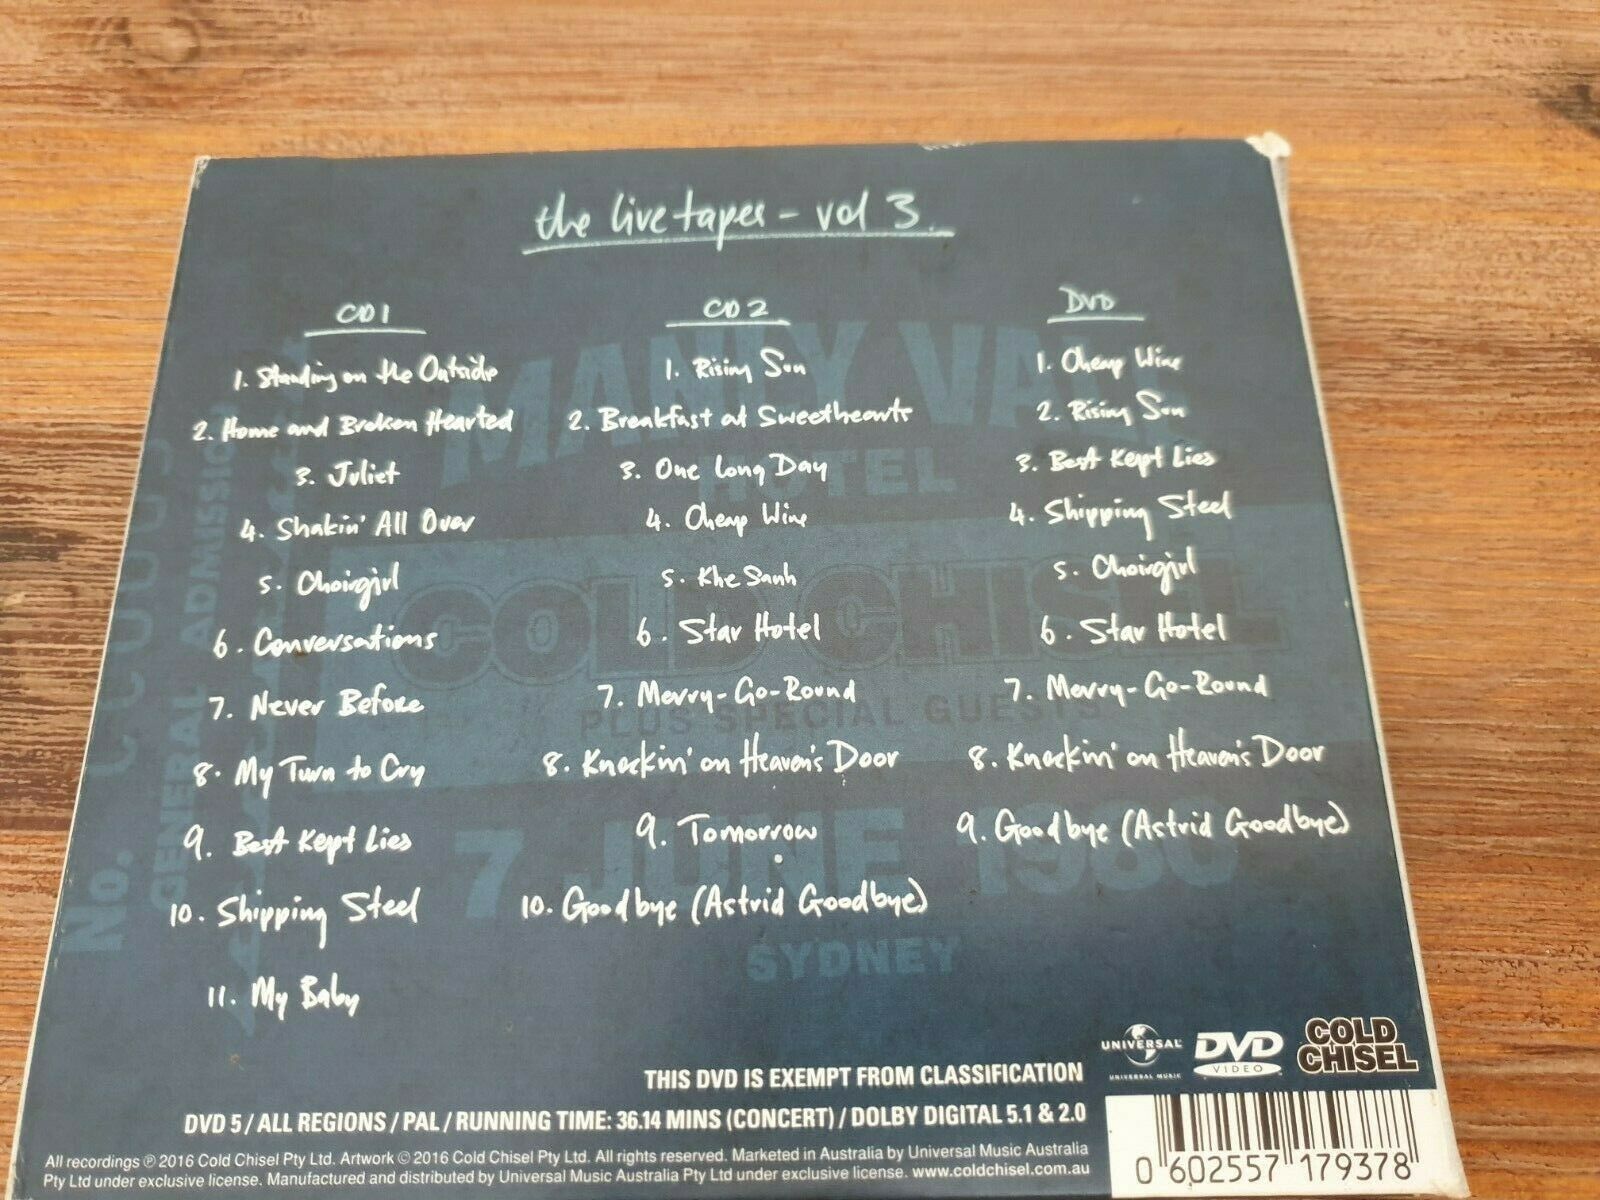 the live tapes - vol 3.
CD 1
1. Standing on the Outside
2. Home and Broken Hearted
3. Juliet
4. Shakin' All Over
5. Choirgirl
6. Conversations
7. Never Before
8. My Turn to Cry
9. Best Kept Lies
10. Shipping Steel
11. My Baby
CD 2
1. Rising Sun
2. Breakfast at Sweethearts
3. One Long Day
4. Cheap Wine
5. Khe Sanh
6. Star Hotel
7. Merry-Go-Round
8. Knockin' on Heaven's Door
9. Tomorrow
10. Goodbye (Astrid Goodbye)
DVD
1. Cheap Wine
2. Rising Sun
3. Best Kept Lies
4. Shipping Steel
5. Choirgirl
6. Star Hotel
7. Merry-Go-Round
8. Knockin' on Heaven's Door
9. Goodbye (Astrid Goodbye)
MANLY VALE
HOTEL
COLD CHISEL
PLUS SPECIAL GUESTS
7 JUNE 1980
SYDNEY
No.
GENERAL ADMISSION
UNIVERSAL
UNIVERSAL MUSIC
DVD
VIDEO
COLD
CHISEL
THIS DVD IS EXEMPT FROM CLASSIFICATION
DVD 5 / ALL REGIONS / PAL / RUNNING TIME: 36.14 MINS (CONCERT) / DOLBY DIGITAL 5.1 & 2.0
All recordings ℗ 2016 Cold Chisel Pty Ltd. Artwork © 2016 Cold Chisel Pty Ltd. All rights reserved. Marketed in Australia by Universal Music Australia
Pty Ltd under exclusive license. Manufactured and distributed by Universal Music Australia Pty Ltd under exclusive license. www.coldchisel.com.au
0 602557 179378